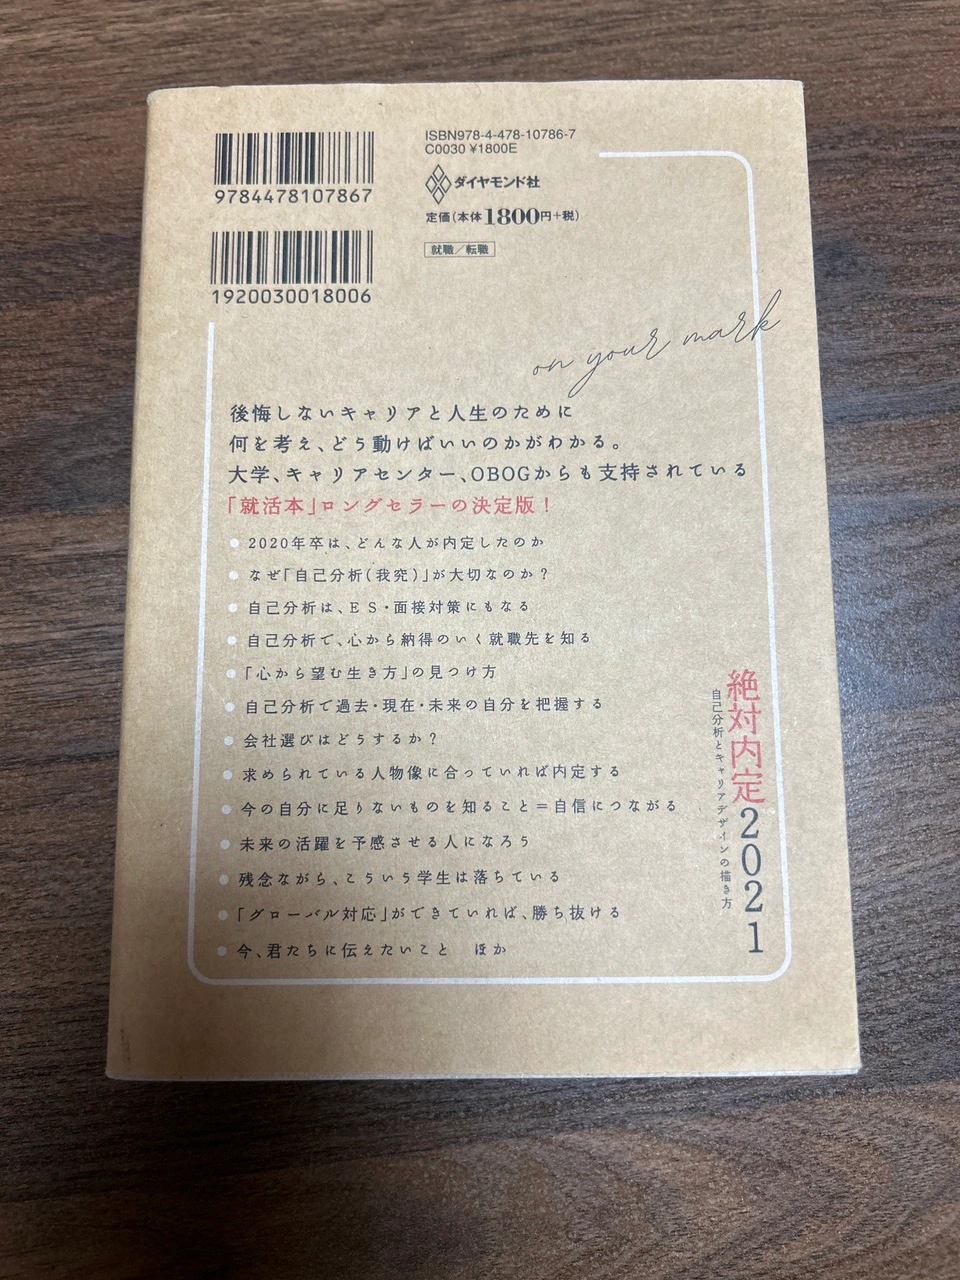 9784478107867
1920030018006
ISBN978-4-478-10786-7
C0030 ¥1800E
ダイヤモンド社
定価(本体1800円+税)
就職/転職
on your mark
後悔しないキャリアと人生のために
何を考え、どう動けばいいのかがわかる。
大学、キャリアセンター、OBOGからも支持されている
「就活本」ロングセラーの決定版!
● 2020年卒は、どんな人が内定したのか
● なぜ「自己分析(我究)」が大切なのか?
● 自己分析は、ES・面接対策にもなる
● 自己分析で、心から納得のいく就職先を知る
● 「心から望む生き方」の見つけ方
● 自己分析で過去・現在・未来の自分を把握する
● 会社選びはどうするか?
● 求められている人物像に合っていれば内定する
● 今の自分に足りないものを知ること=自信につながる
● 未来の活躍を予感させる人になろう
● 残念ながら、こういう学生は落ちている
● 「グローバル対応」ができていれば、勝ち抜ける
● 今、君たちに伝えたいこと ほか
絶対内定2021
自己分析とキャリアデザインの描き方